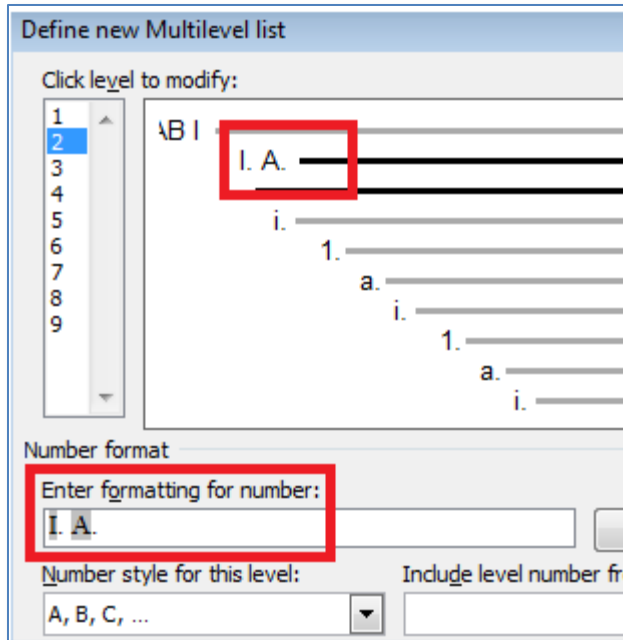 Define new Multilevel list
Click level to modify:
1
2
3
4
5
6
7
8
9
AB I
I. A.
i.
1.
a.
i.
1.
a.
i.
Number format
Enter formatting for number:
I. A.
Number style for this level:
Include level number fr
A, B, C, ...